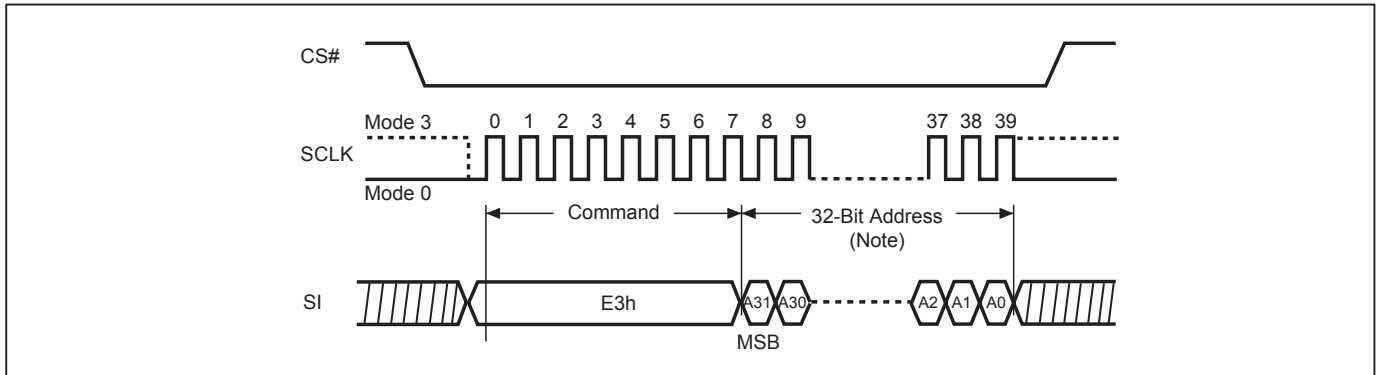 CS#
Mode 3
0 1 2 3 4 5 6 7 8 9 37 38 39
SCLK
Mode 0
Command
32-Bit Address
(Note)
SI
E3h
A31 A30 A2 A1 A0
MSB